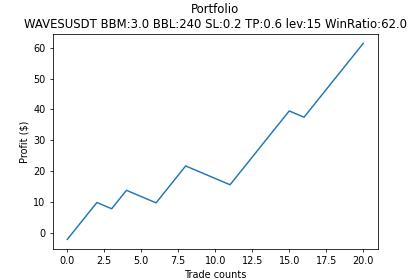 Portfolio
WAVESUSDT BBM:3.0 BBL:240 SL:0.2 TP:0.6 lev:15 WinRatio:62.0
60
50
40
30
20
10
0
Profit ($)
0.0 2.5 5.0 7.5 10.0 12.5 15.0 17.5 20.0
Trade counts